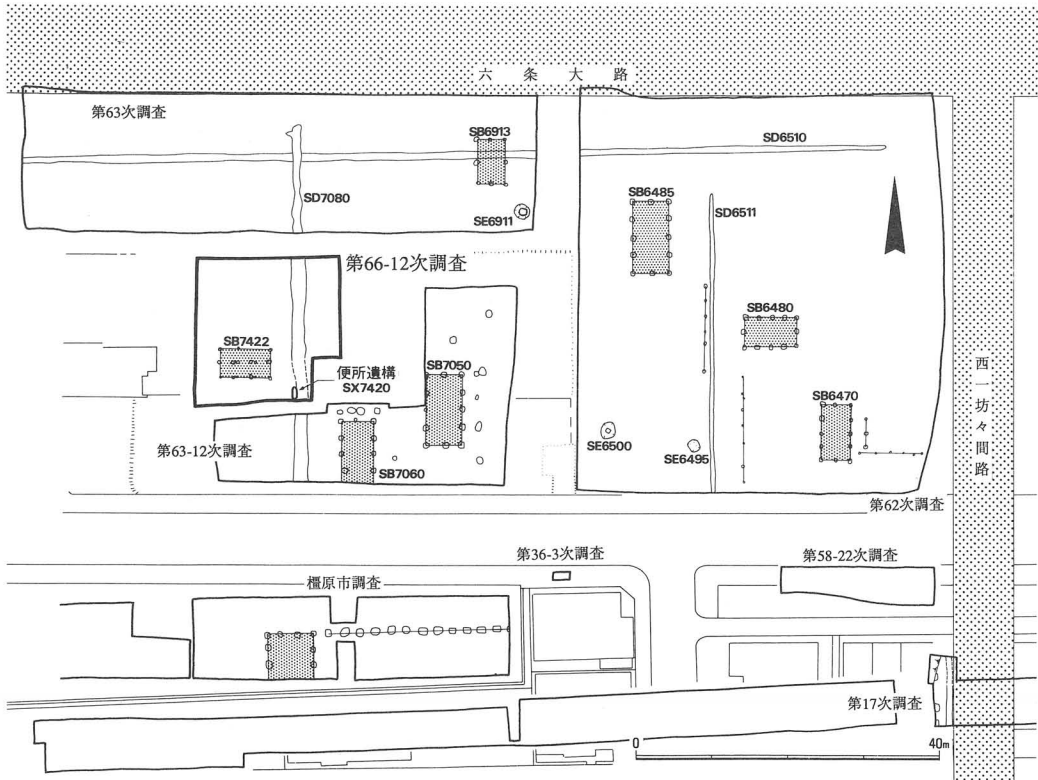 六条大路
第63次調査
SB6913
SD6510
SD7080
SE6911
SB6485
SD6511
第66-12次調査
SB6480
SB7422
便所遺構
SX7420
SB7050
SB6470
西一坊々間路
第63-12次調査
SB7060
SE6500
SE6495
第62次調査
第36-3次調査
第58-22次調査
橿原市調査
第17次調査
0
40m